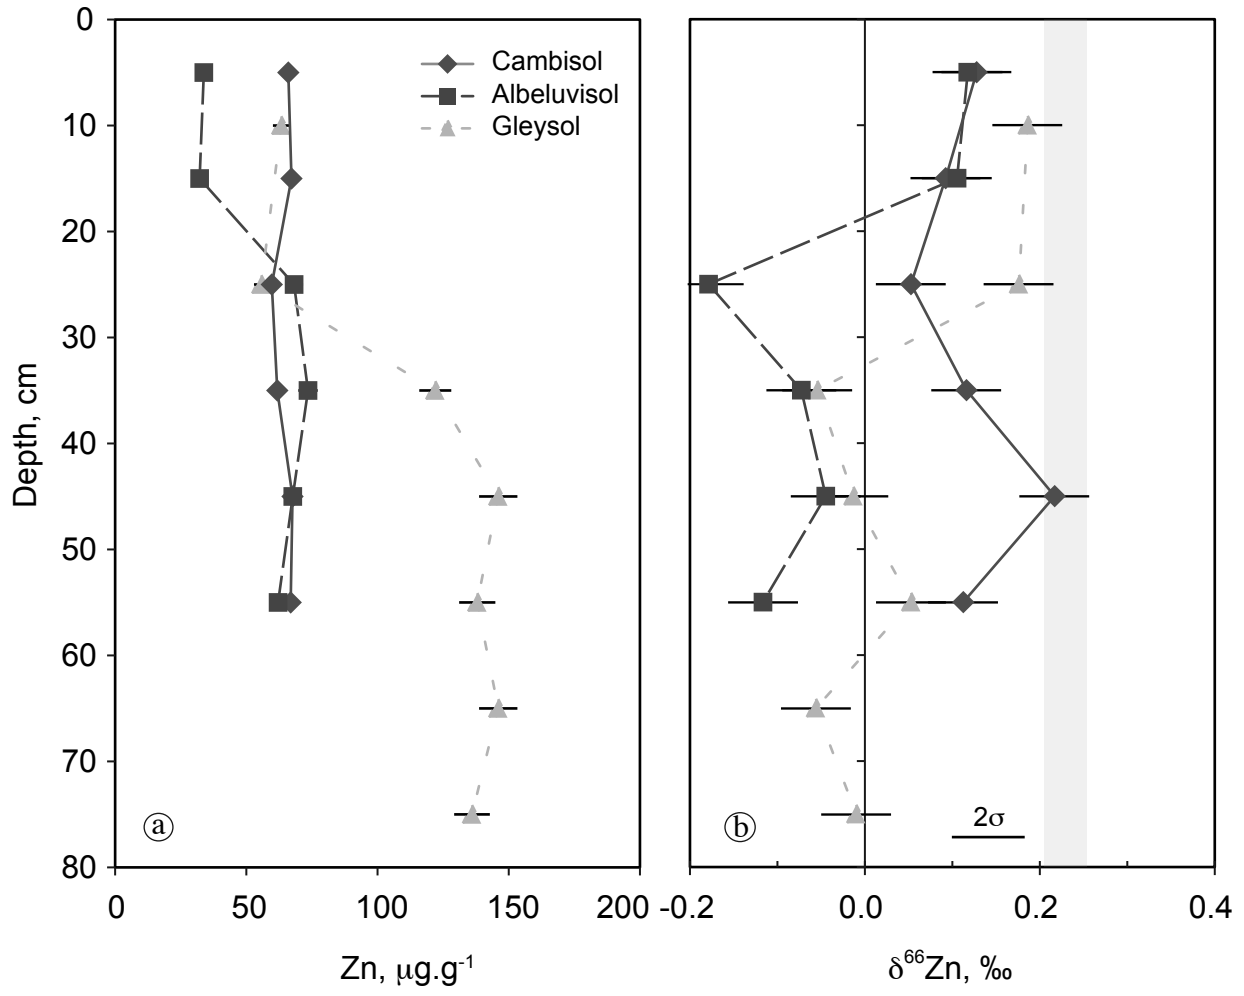 0
10
20
30
40
50
60
70
80
Depth, cm
Cambisol
Albeluvisol
Gleysol
a
0 50 100 150 200
Zn, μg.g⁻¹
b
2σ
-0.2 0.0 0.2 0.4
δ⁶⁶Zn, ‰